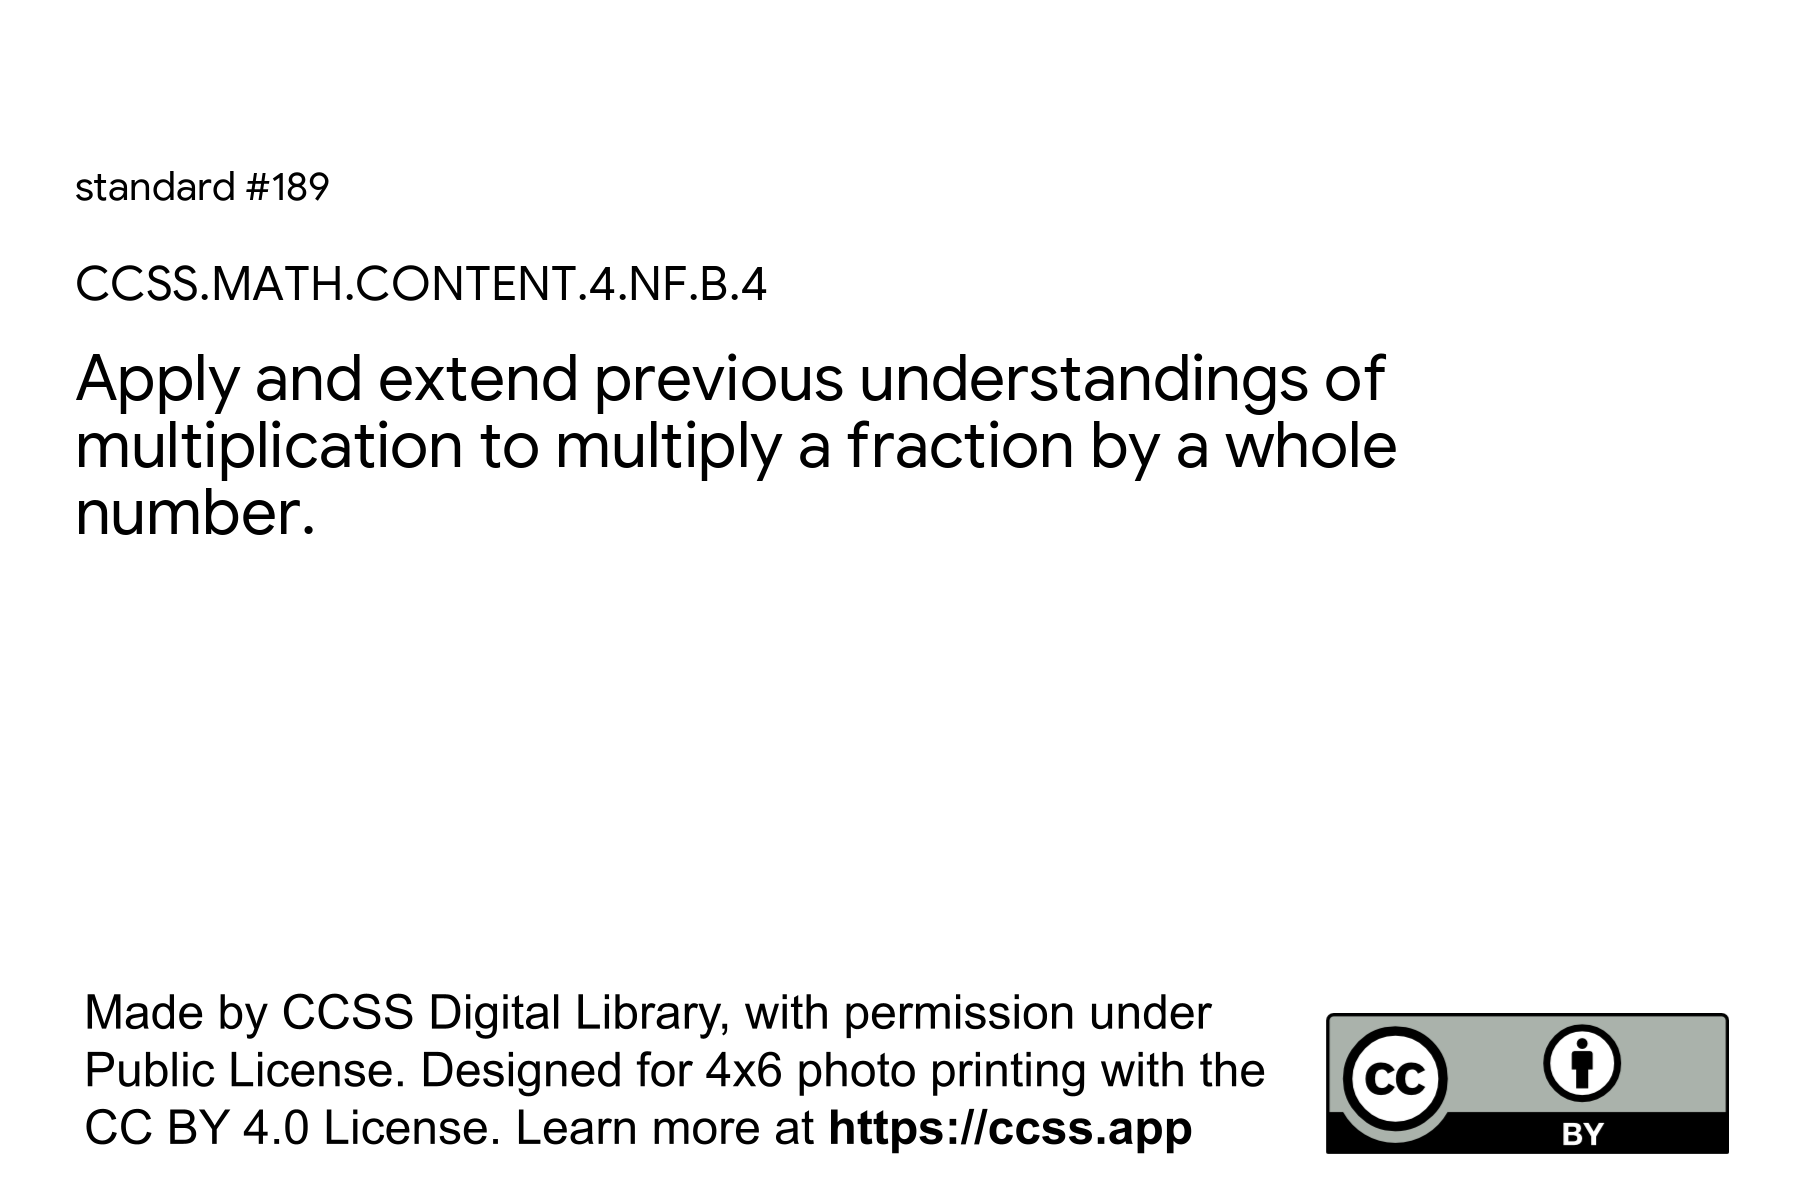 standard #189
CCSS.MATH.CONTENT.4.NF.B.4
Apply and extend previous understandings of
multiplication to multiply a fraction by a whole
number.
Made by CCSS Digital Library, with permission under
Public License. Designed for 4x6 photo printing with the
CC BY 4.0 License. Learn more at https://ccss.app
CC
BY